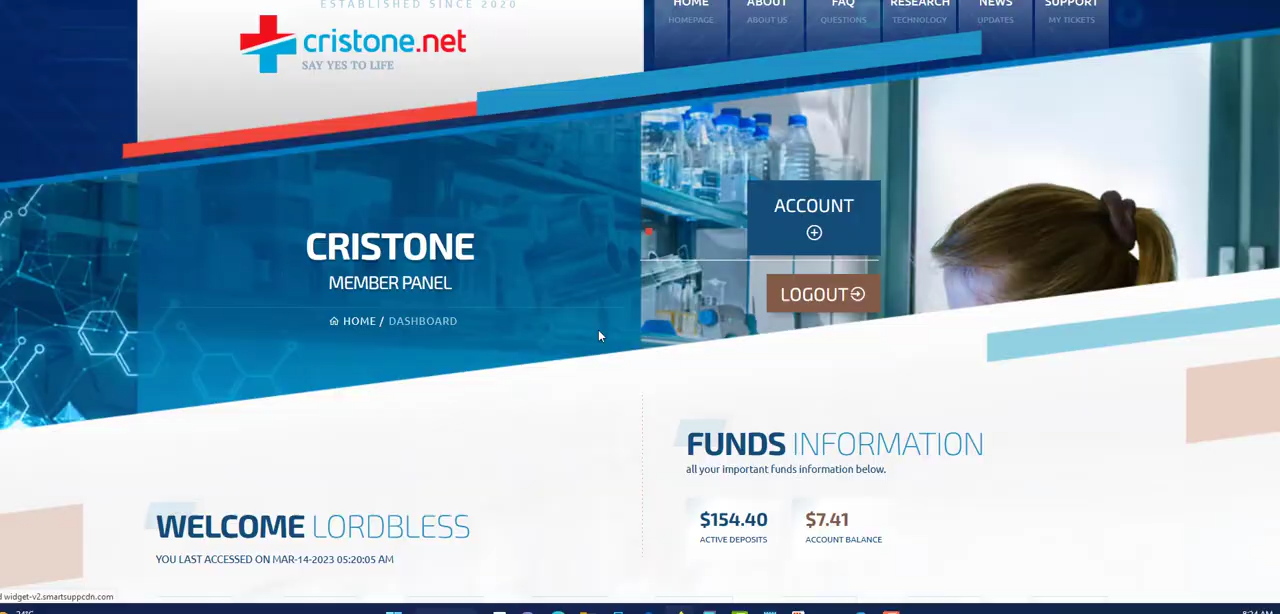 ESTABLISHED SINCE 2020
cristone.net
SAY YES TO LIFE
HOME ABOUT FAQ RESEARCH NEWS SUPPORT
HOMEPAGE ABOUT US QUESTIONS TECHNOLOGY UPDATES MY TICKETS
ACCOUNT
LOGOUT
CRISTONE
MEMBER PANEL
HOME / DASHBOARD
FUNDS INFORMATION
all your important funds information below.
$154.40 $7.41
ACTIVE DEPOSITS ACCOUNT BALANCE
WELCOME LORDBLESS
YOU LAST ACCESSED ON MAR-14-2023 05:20:05 AM
widget-v2.smartsuppcdn.com